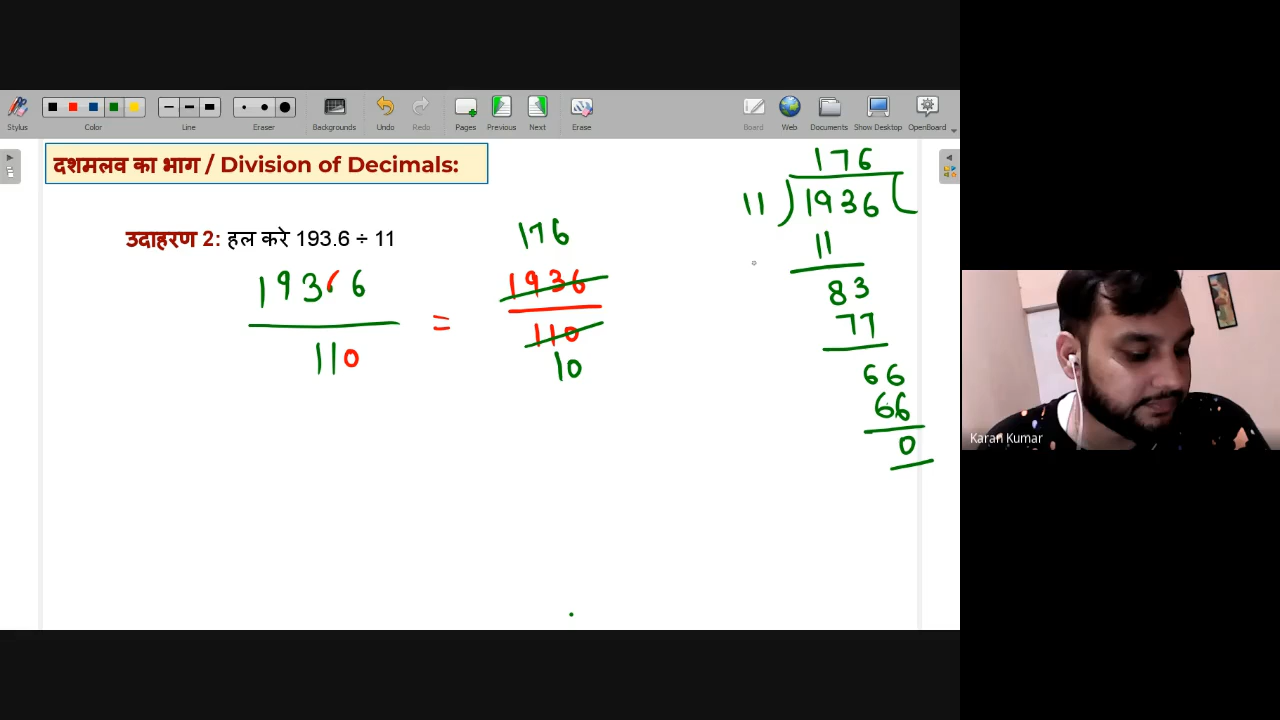 Stylus Color Line Eraser Backgrounds Undo Redo Pages Previous Next Erase Board Web Documents Show Desktop OpenBoard
दशमलव का भाग / Division of Decimals:
उदाहरण 2: हल करे 193.6 ÷ 11
193.6
110
=
176
1936
110
10
176
11 ) 1936 (
11
83
77
66
66
0
Karan Kumar